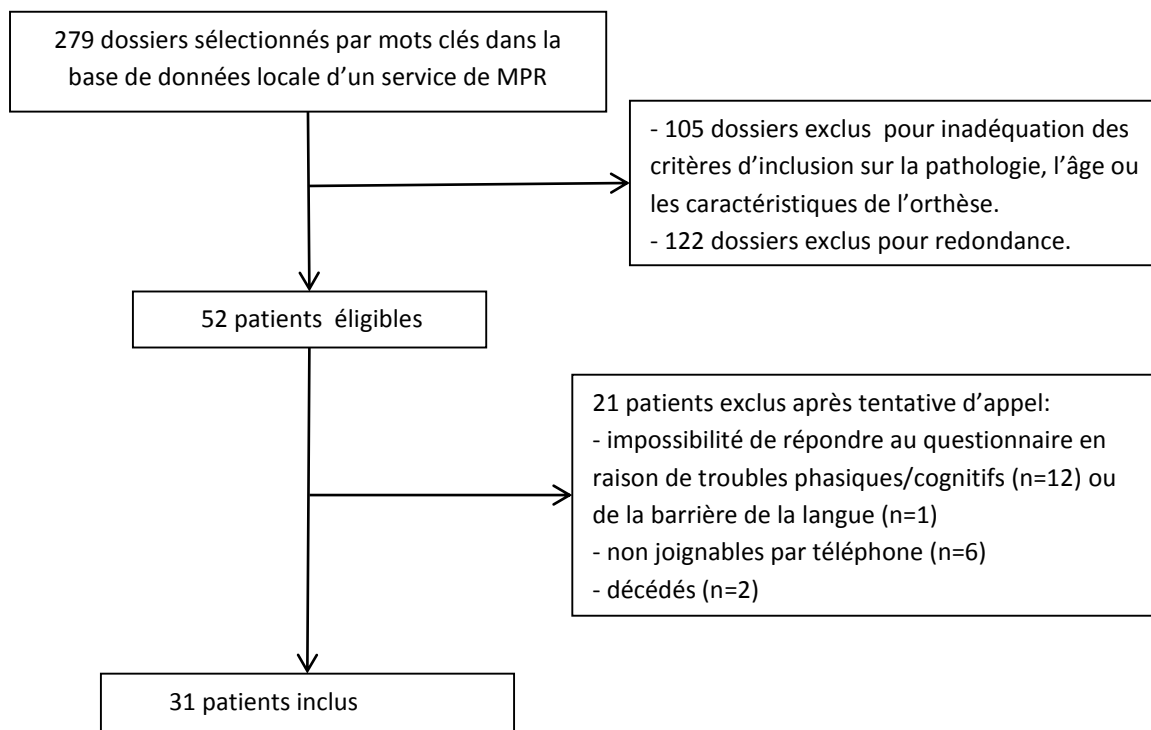 279 dossiers sélectionnés par mots clés dans la
base de données locale d’un service de MPR
- 105 dossiers exclus pour inadéquation des
critères d’inclusion sur la pathologie, l’âge ou
les caractéristiques de l’orthèse.
- 122 dossiers exclus pour redondance.
52 patients éligibles
21 patients exclus après tentative d’appel:
- impossibilité de répondre au questionnaire en
raison de troubles phasiques/cognitifs (n=12) ou
de la barrière de la langue (n=1)
- non joignables par téléphone (n=6)
- décédés (n=2)
31 patients inclus